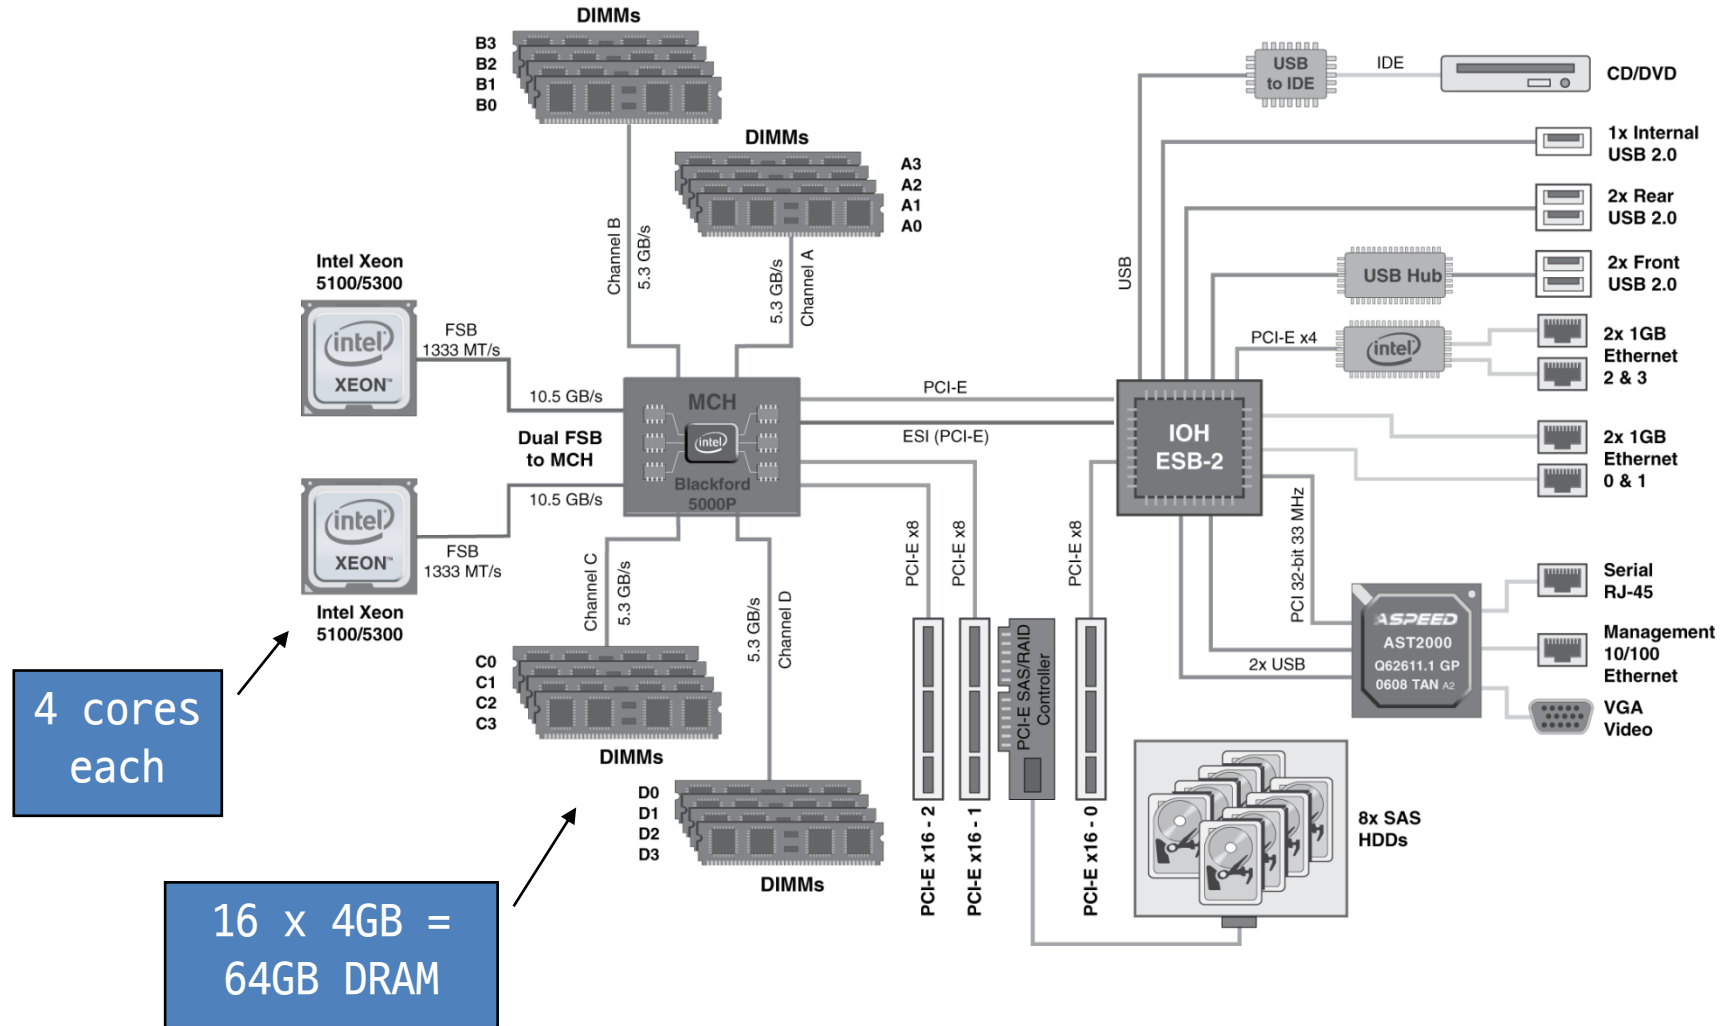 DIMMs
B3
B2
B1
B0
DIMMs
A3
A2
A1
A0
Channel B
5.3 GB/s
5.3 GB/s
Channel A
Intel Xeon
5100/5300
intel
XEON™
FSB
1333 MT/s
10.5 GB/s
Dual FSB
to MCH
10.5 GB/s
intel
XEON™
FSB
1333 MT/s
Intel Xeon
5100/5300
MCH
intel
Blackford
5000P
Channel C
5.3 GB/s
5.3 GB/s
Channel D
C0
C1
C2
C3
DIMMs
D0
D1
D2
D3
DIMMs
4 cores
each
16 x 4GB =
64GB DRAM
PCI-E
ESI (PCI-E)
PCI-E x8
PCI-E x8
PCI-E x8
PCI-E x16 - 2
PCI-E x16 - 1
PCI-E SAS/RAID
Controller
PCI-E x16 - 0
IOH
ESB-2
USB
USB
to IDE
IDE
CD/DVD
1x Internal
USB 2.0
2x Rear
USB 2.0
USB Hub
2x Front
USB 2.0
PCI-E x4
intel
2x 1GB
Ethernet
2 & 3
2x 1GB
Ethernet
0 & 1
PCI 32-bit 33 MHz
2x USB
ASPEED
AST2000
Q62611.1 GP
0608 TAN A2
Serial
RJ-45
Management
10/100
Ethernet
VGA
Video
8x SAS
HDDs